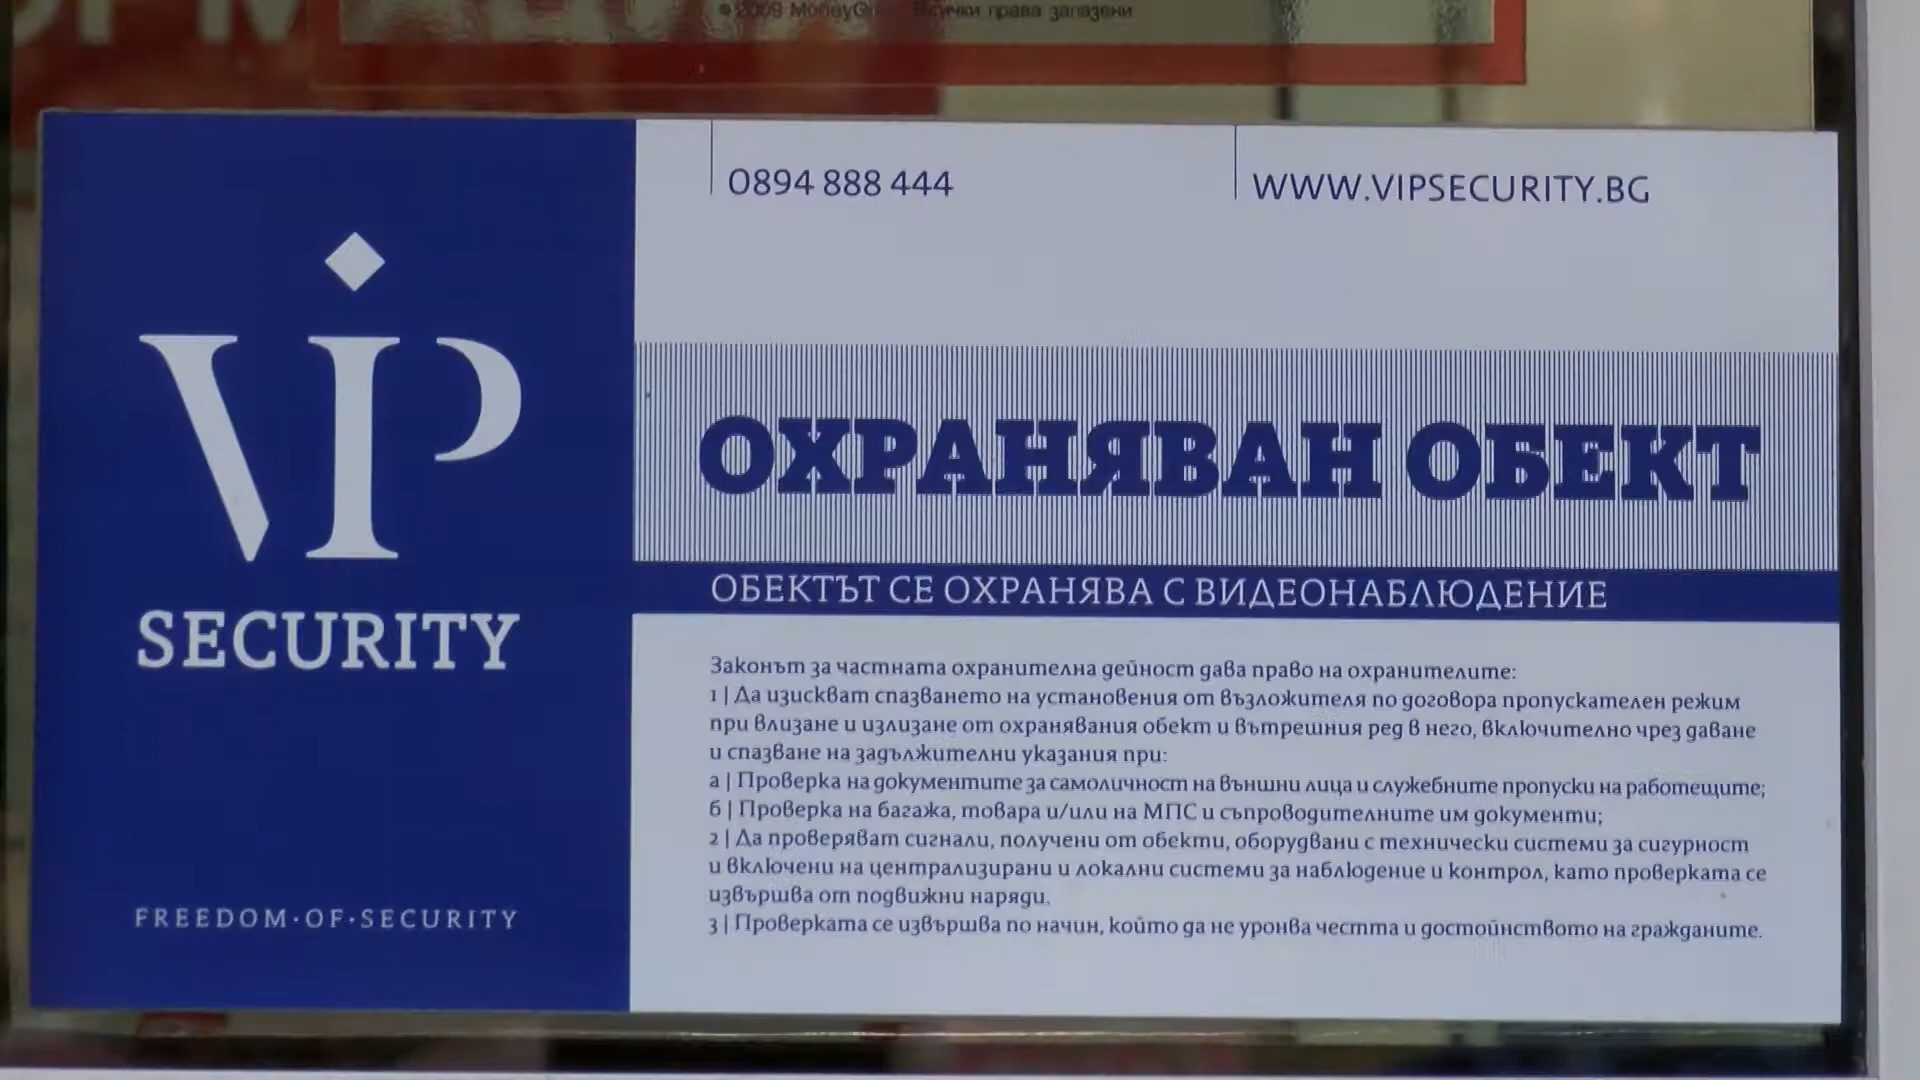 © 2009 MoneyGr Всички права запазени
VIP
SECURITY
FREEDOM·OF·SECURITY
0894 888 444
WWW.VIPSECURITY.BG
ОХРАНЯВАН ОБЕКТ
ОБЕКТЪТ СЕ ОХРАНЯВА С ВИДЕОНАБЛЮДЕНИЕ
Законът за частната охранителна дейност дава право на охранителите:
1 | Да изискват спазването на установения от възложителя по договора пропускателен режим
при влизане и излизане от охранявания обект и вътрешния ред в него, включително чрез даване
и спазване на задължителни указания при:
а | Проверка на документите за самоличност на външни лица и служебните пропуски на работещите;
б | Проверка на багажа, товара и/или на МПС и съпроводителните им документи;
2 | Да проверяват сигнали, получени от обекти, оборудвани с технически системи за сигурност
и включени на централизирани и локални системи за наблюдение и контрол, като проверката се
извършва от подвижни наряди.
3 | Проверката се извършва по начин, който да не уронва честта и достойнството на гражданите.